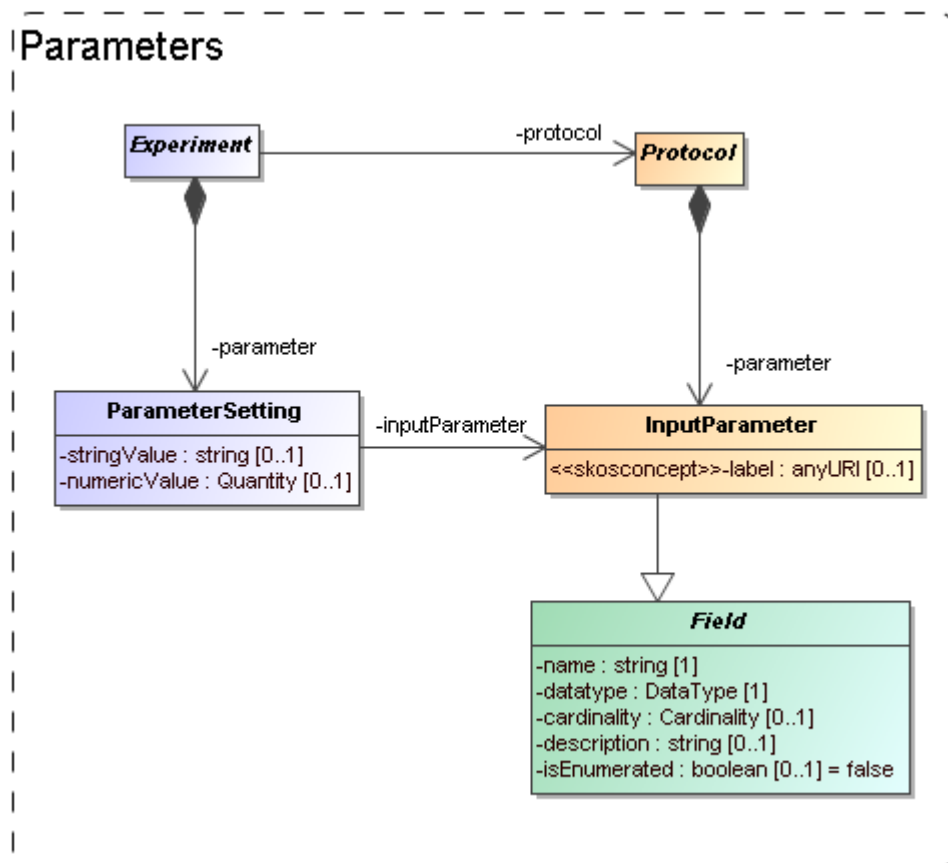 Parameters
Experiment
-protocol
Protocol
-parameter
-parameter
ParameterSetting
-stringValue : string [0..1]
-numericValue : Quantity [0..1]
-inputParameter
InputParameter
<<skosconcept>>-label : anyURI [0..1]
Field
-name : string [1]
-datatype : DataType [1]
-cardinality : Cardinality [0..1]
-description : string [0..1]
-isEnumerated : boolean [0..1] = false